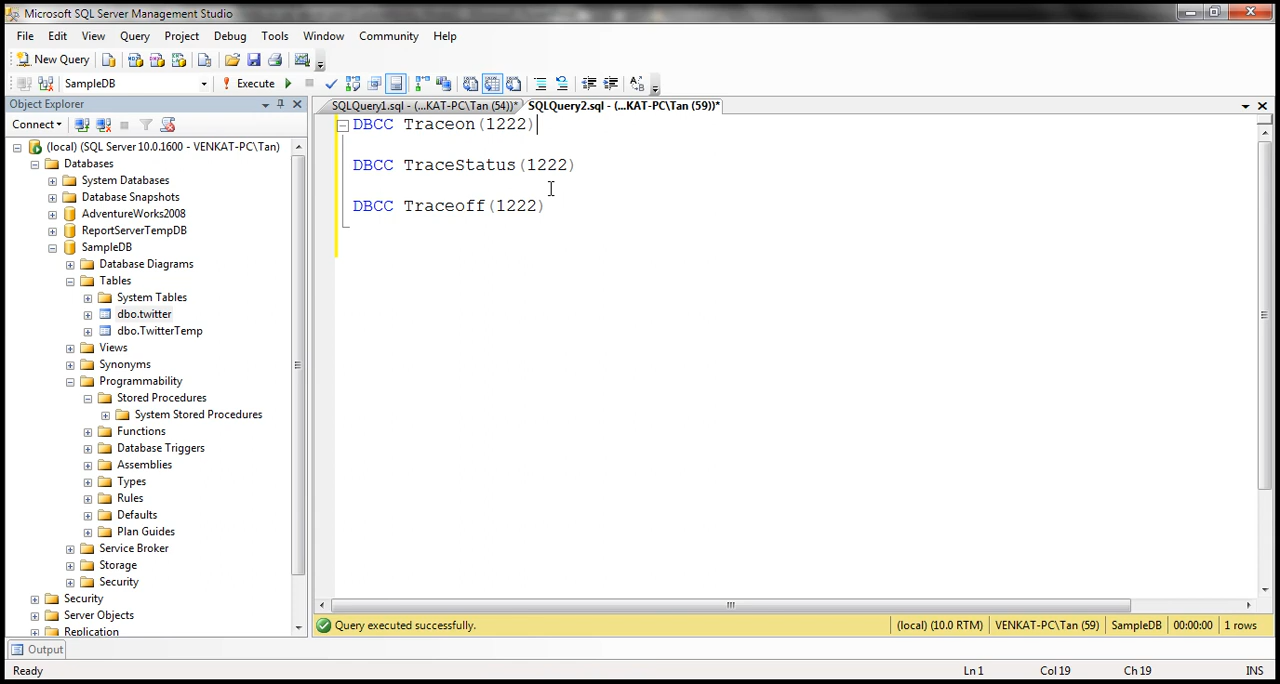 Microsoft SQL Server Management Studio
File Edit View Query Project Debug Tools Window Community Help
New Query
SampleDB Execute
Object Explorer
SQLQuery1.sql - (...KAT-PC\Tan (54))* SQLQuery2.sql - (...KAT-PC\Tan (59))*
Connect
(local) (SQL Server 10.0.1600 - VENKAT-PC\Tan)
Databases
System Databases
Database Snapshots
AdventureWorks2008
ReportServerTempDB
SampleDB
Database Diagrams
Tables
System Tables
dbo.twitter
dbo.TwitterTemp
Views
Synonyms
Programmability
Stored Procedures
System Stored Procedures
Functions
Database Triggers
Assemblies
Types
Rules
Defaults
Plan Guides
Service Broker
Storage
Security
Security
Server Objects
Replication
DBCC Traceon(1222)
DBCC TraceStatus(1222)
DBCC Traceoff(1222)
Query executed successfully. (local) (10.0 RTM) VENKAT-PC\Tan (59) SampleDB 00:00:00 1 rows
Output
Ready Ln 1 Col 19 Ch 19 INS